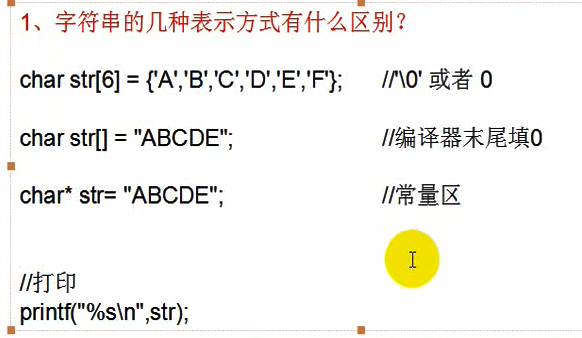 1、字符串的几种表示方式有什么区别？
char str[6] = {'A','B','C','D','E','F'}; //'\0' 或者 0
char str[] = "ABCDE"; //编译器末尾填0
char* str= "ABCDE"; //常量区
//打印
printf("%s\n",str);